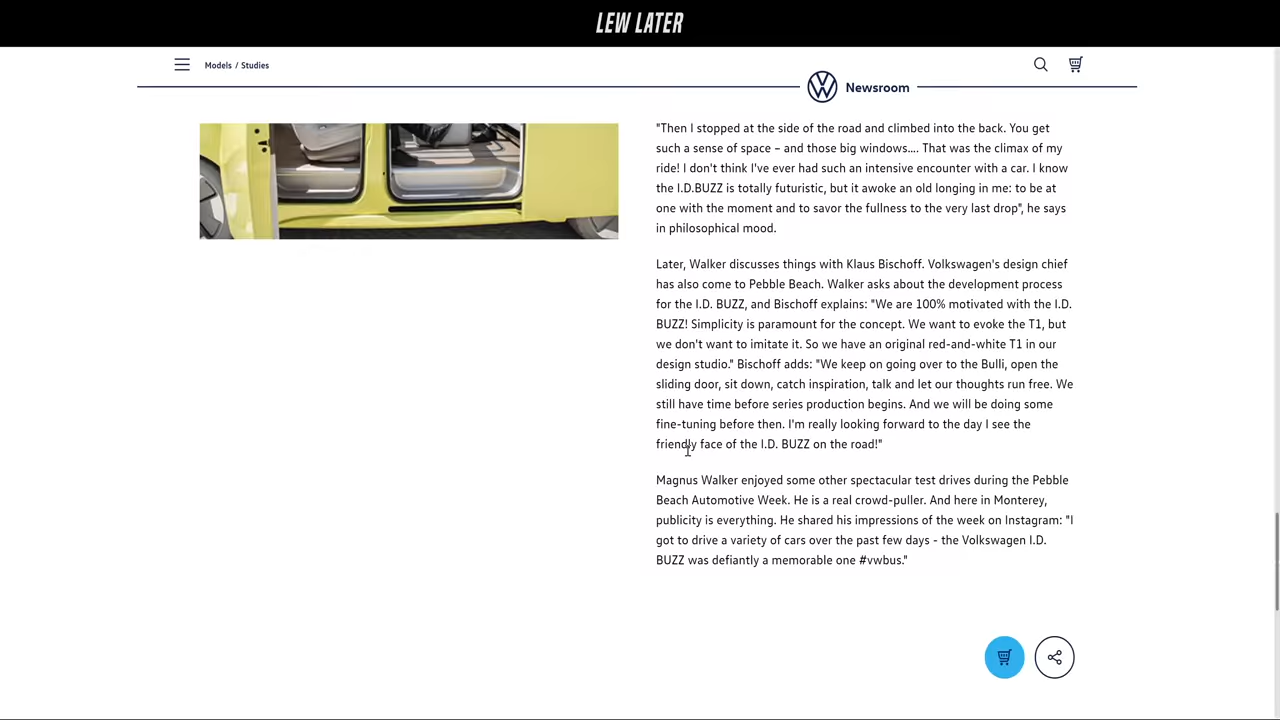 LEW LATER
Models / Studies
Newsroom
"Then I stopped at the side of the road and climbed into the back. You get
such a sense of space – and those big windows.... That was the climax of my
ride! I don't think I've ever had such an intensive encounter with a car. I know
the I.D.BUZZ is totally futuristic, but it awoke an old longing in me: to be at
one with the moment and to savor the fullness to the very last drop", he says
in philosophical mood.
Later, Walker discusses things with Klaus Bischoff. Volkswagen's design chief
has also come to Pebble Beach. Walker asks about the development process
for the I.D. BUZZ, and Bischoff explains: "We are 100% motivated with the I.D.
BUZZ! Simplicity is paramount for the concept. We want to evoke the T1, but
we don't want to imitate it. So we have an original red-and-white T1 in our
design studio." Bischoff adds: "We keep on going over to the Bulli, open the
sliding door, sit down, catch inspiration, talk and let our thoughts run free. We
still have time before series production begins. And we will be doing some
fine-tuning before then. I'm really looking forward to the day I see the
friendly face of the I.D. BUZZ on the road!"
Magnus Walker enjoyed some other spectacular test drives during the Pebble
Beach Automotive Week. He is a real crowd-puller. And here in Monterey,
publicity is everything. He shared his impressions of the week on Instagram: "I
got to drive a variety of cars over the past few days - the Volkswagen I.D.
BUZZ was defiantly a memorable one #vwbus."